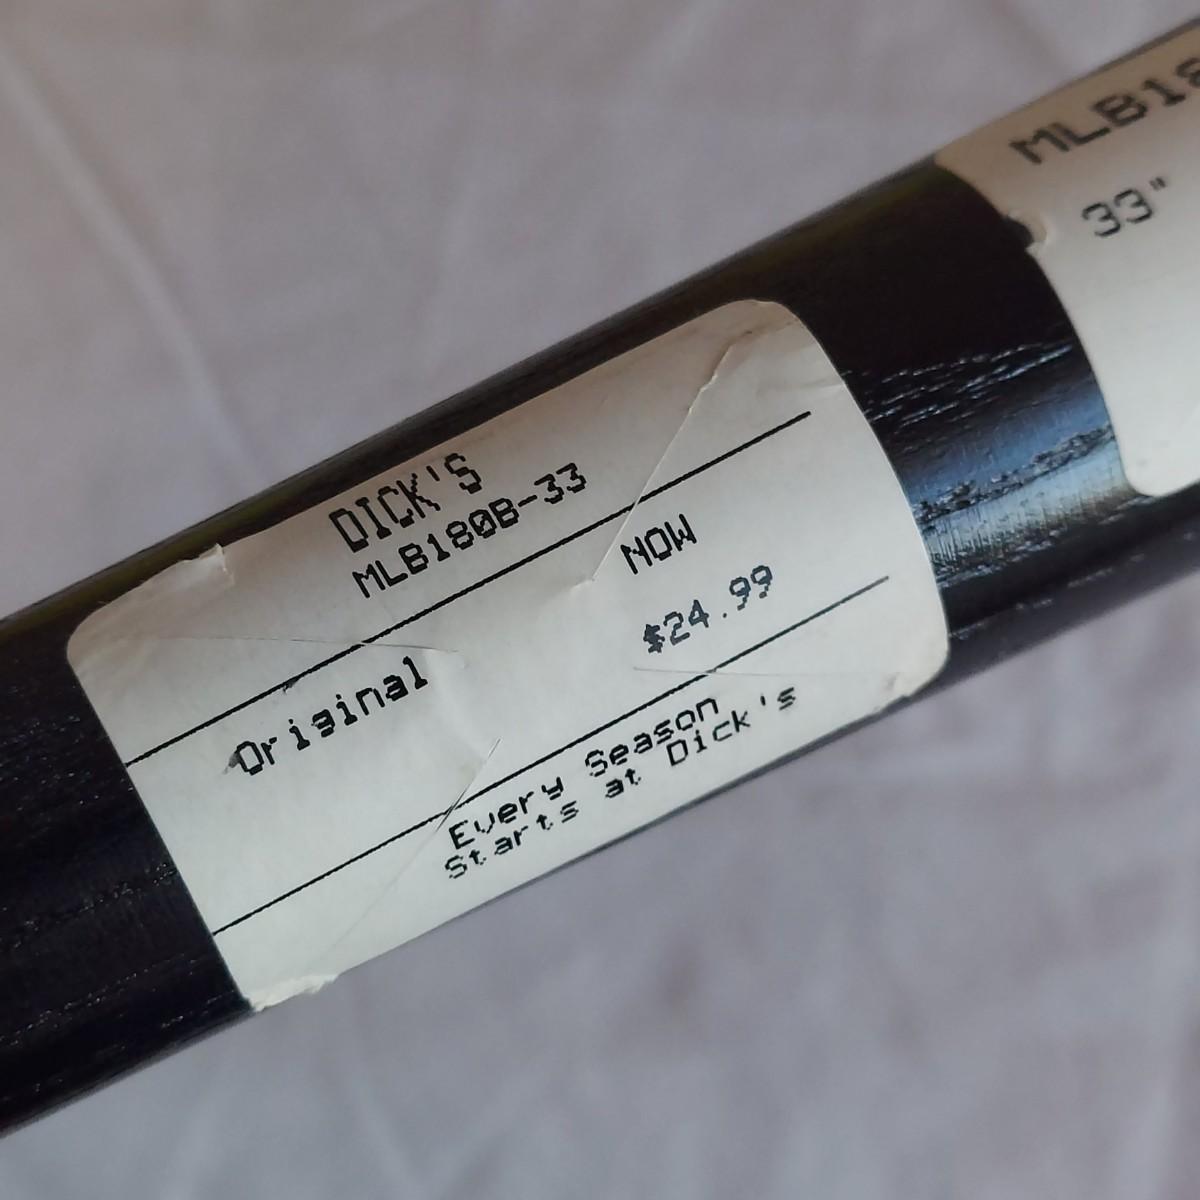 DICK'S
MLB180B-33
Original NOW
$24.99
Every Season
Starts at Dick's
MLB18
33"